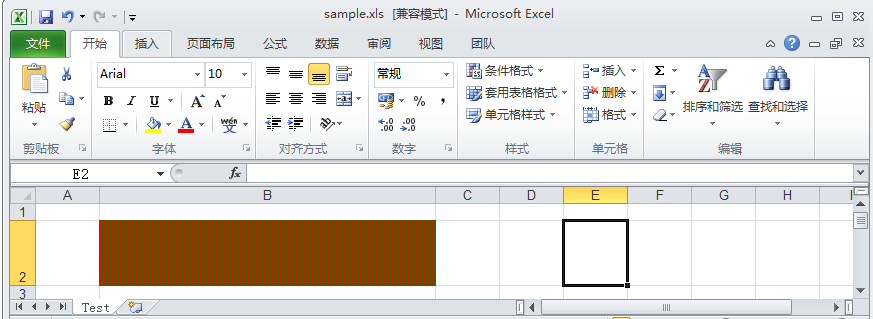 sample.xls [兼容模式] - Microsoft Excel
文件 开始 插入 页面布局 公式 数据 审阅 视图 团队
Arial 10 常规 条件格式 插入 Σ
粘贴 B I U A A % , 套用表格格式 删除 排序和筛选 查找和选择
A wén 文 .00 .0 单元格样式 格式
剪贴板 字体 对齐方式 数字 样式 单元格 编辑
E2 fx
A B C D E F G H I
1
2
3
Test